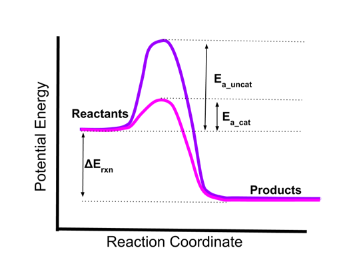 Potential Energy
Reactants
E a_uncat
E a_cat
ΔE rxn
Products
Reaction Coordinate